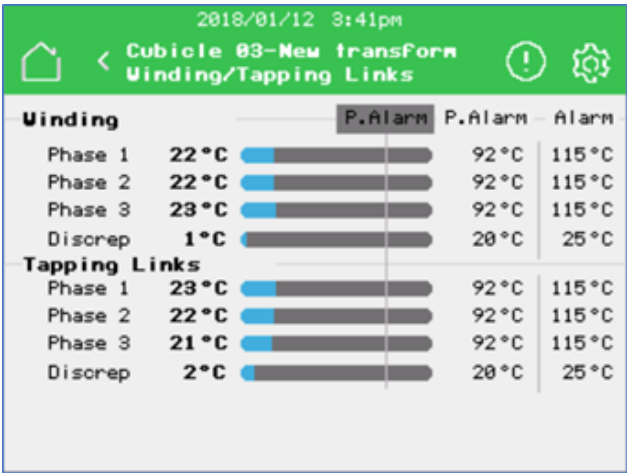 2018/01/12 3:41pm
< Cubicle 03-New transform
Winding/Tapping Links
Winding P.Alarm P.Alarm Alarm
Phase 1 22°C 92°C 115°C
Phase 2 22°C 92°C 115°C
Phase 3 23°C 92°C 115°C
Discrep 1°C 20°C 25°C
Tapping Links
Phase 1 23°C 92°C 115°C
Phase 2 22°C 92°C 115°C
Phase 3 21°C 92°C 115°C
Discrep 2°C 20°C 25°C